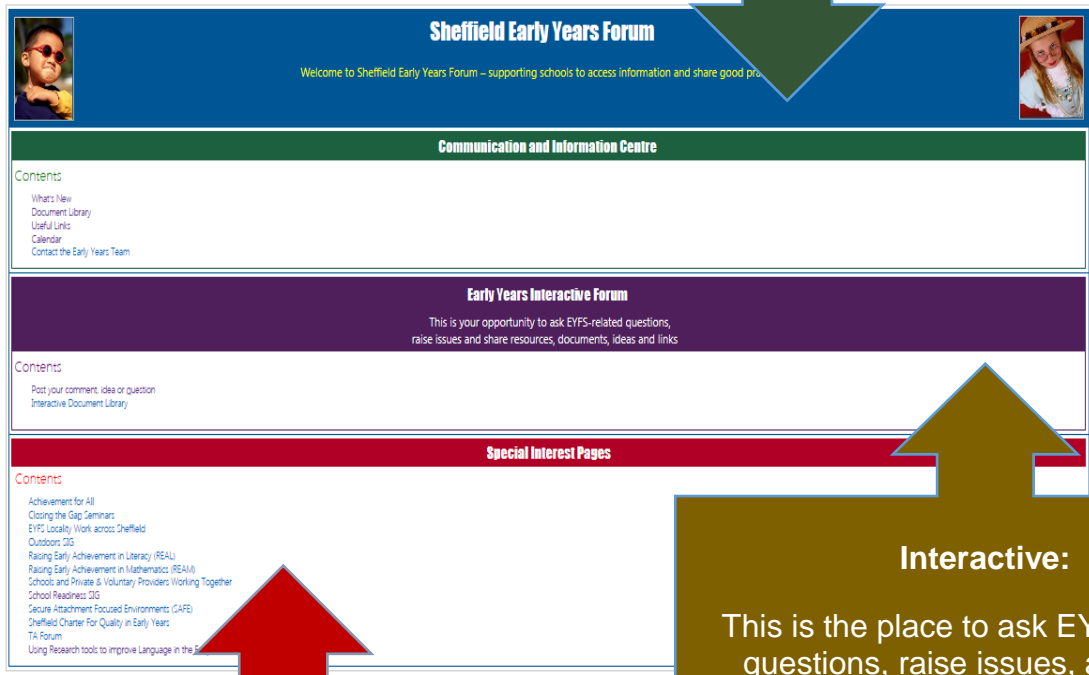 Sheffield Early Years Forum
Welcome to Sheffield Early Years Forum – supporting schools to access information and share good
Communication and Information Centre
Contents
What's New
Document Library
Useful Links
Calendar
Contact the Early Years Team
Early Years Interactive Forum
This is your opportunity to ask EYFS-related questions,
raise issues and share resources, documents, ideas and links
Contents
Post your comment, idea or question
Interactive Document Library
Special Interest Pages
Contents
Achievement for All
Closing the Gap Seminars
EYFS Locality Work across Sheffield
Outdoors SIG
Raising Early Achievement in Literacy (REAL)
Raising Early Achievement in Mathematics (REAM)
Schools and Private & Voluntary Providers Working Together
School Readiness SIG
Secure Attachment Focused Environments (SAFE)
Sheffield Charter For Quality in Early Years
TA Forum
Using Research tools to improve Language in the
Interactive:
This is the place to ask
questions, raise issues,